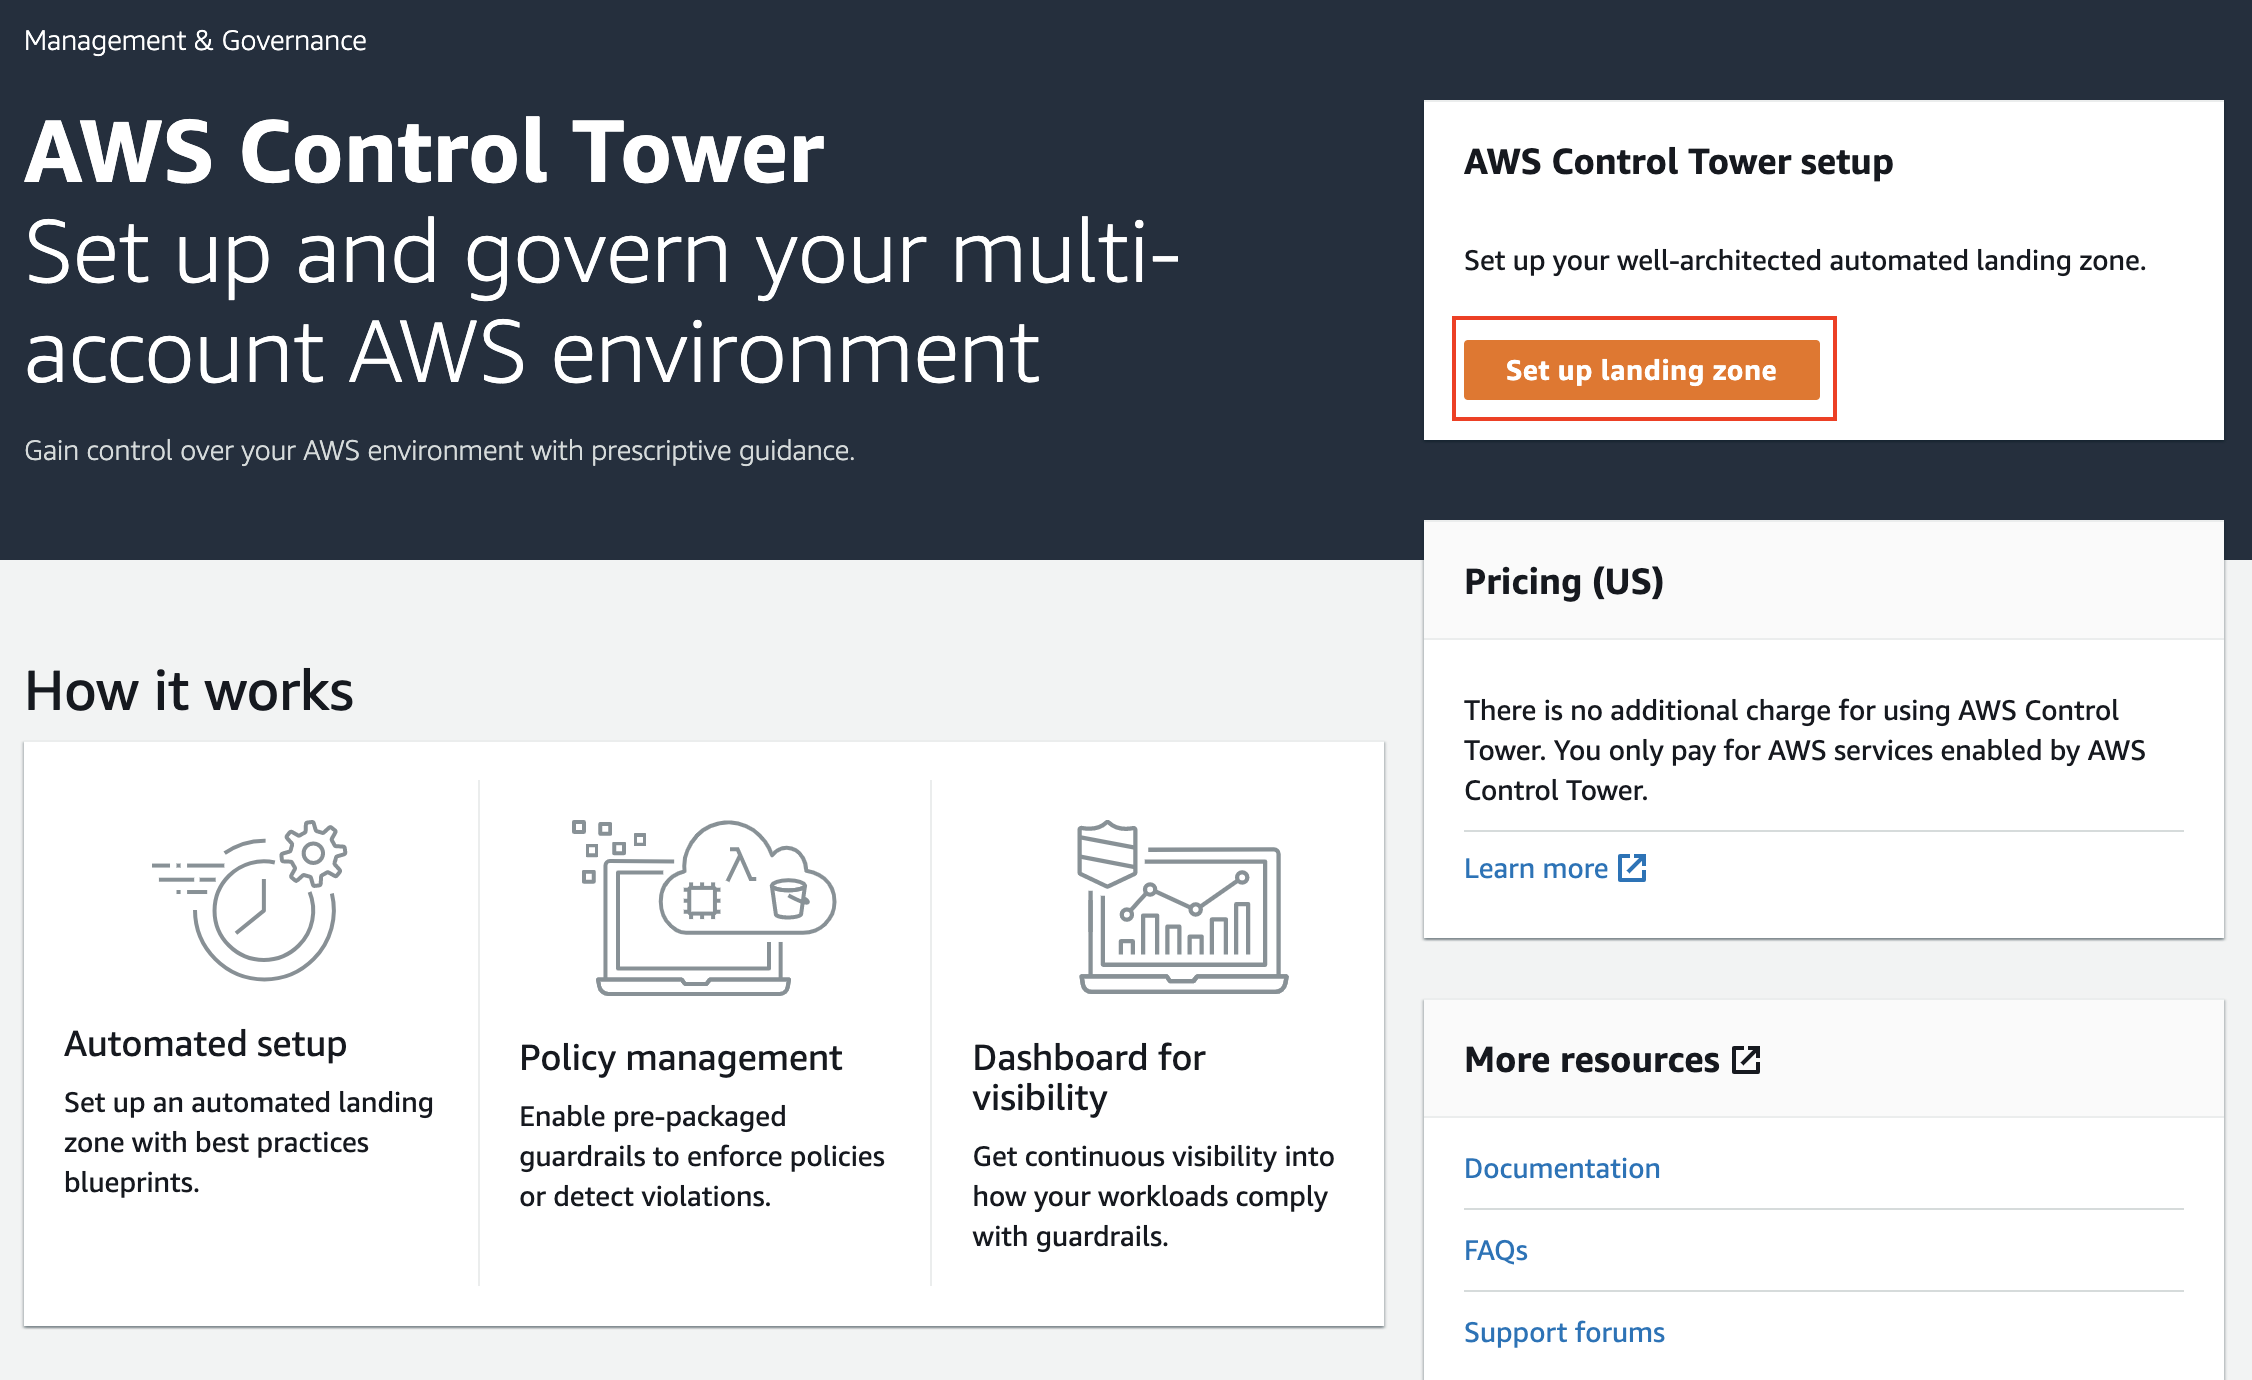 Management & Governance
AWS Control Tower
Set up and govern your multi-
account AWS environment
Gain control over your AWS environment with prescriptive guidance.
AWS Control Tower setup
Set up your well-architected automated landing zone.
Set up landing zone
Pricing (US)
There is no additional charge for using AWS Control
Tower. You only pay for AWS services enabled by AWS
Control Tower.
Learn more
How it works
Automated setup
Set up an automated landing
zone with best practices
blueprints.
Policy management
Enable pre-packaged
guardrails to enforce policies
or detect violations.
Dashboard for
visibility
Get continuous visibility into
how your workloads comply
with guardrails.
More resources
Documentation
FAQs
Support forums